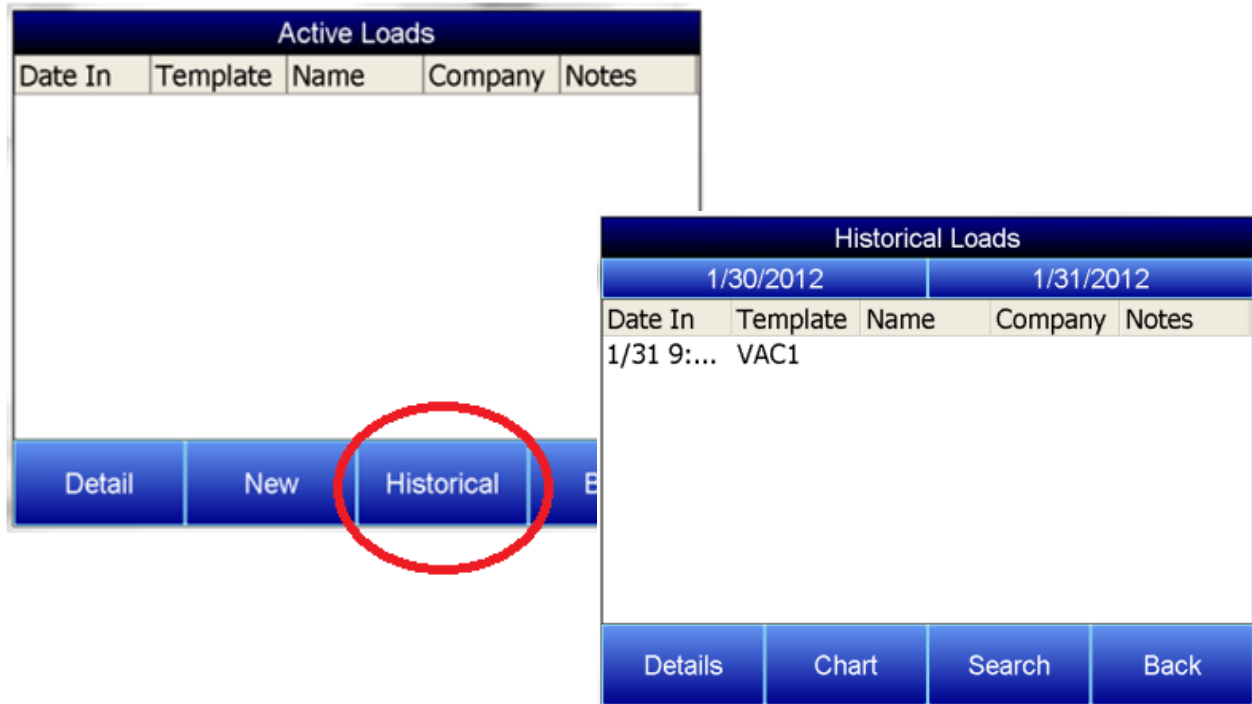 Active Loads
Date In Template Name Company Notes
Detail New Historical
Historical Loads
1/30/2012 1/31/2012
Date In Template Name Company Notes
1/31 9:... VAC1
Details Chart Search Back